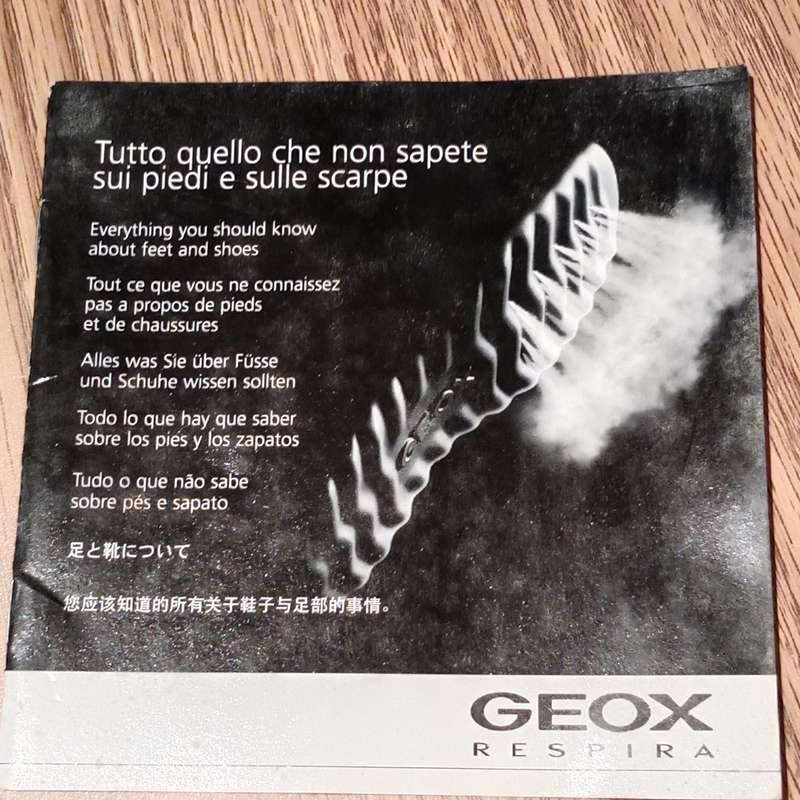 Tutto quello che non sapete
sui piedi e sulle scarpe
Everything you should know
about feet and shoes
Tout ce que vous ne connaissez
pas a propos de pieds
et de chaussures
Alles was Sie über Füsse
und Schuhe wissen sollten
Todo lo que hay que saber
sobre los pies y los zapatos
Tudo o que não sabe
sobre pés e sapato
足と靴について
您应该知道的所有关于鞋子与足部的事情。
GEOX
GEOX
RESPIRA